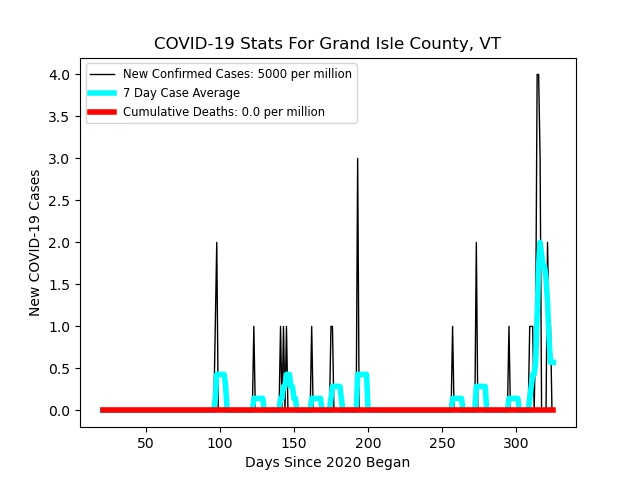 COVID-19 Stats For Grand Isle County, VT
New Confirmed Cases: 5000 per million
7 Day Case Average
Cumulative Deaths: 0.0 per million
New COVID-19 Cases
4.0
3.5
3.0
2.5
2.0
1.5
1.0
0.5
0.0
50 100 150 200 250 300
Days Since 2020 Began